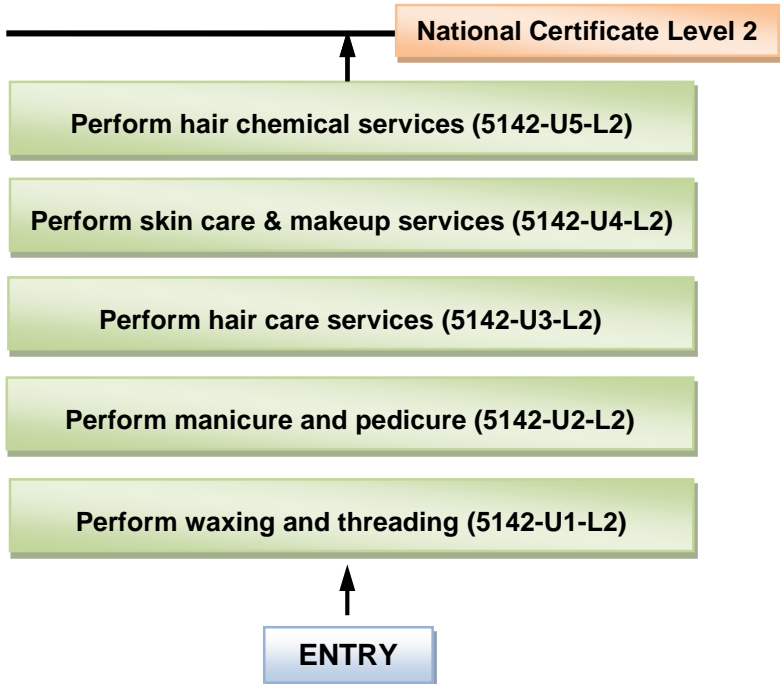 National Certificate Level 2
Perform hair chemical services (5142-U5-L2)
Perform skin care & makeup services (5142-U4-L2)
Perform hair care services (5142-U3-L2)
Perform manicure and pedicure (5142-U2-L2)
Perform waxing and threading (5142-U1-L2)
ENTRY